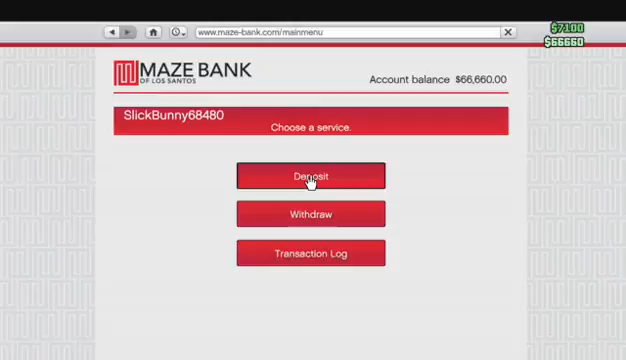 www.maze-bank.com/mainmenu
$7100
$66660
MAZE BANK
OF LOS SANTOS
Account balance $66,660.00
SlickBunny68480
Choose a service.
Deposit
Withdraw
Transaction Log